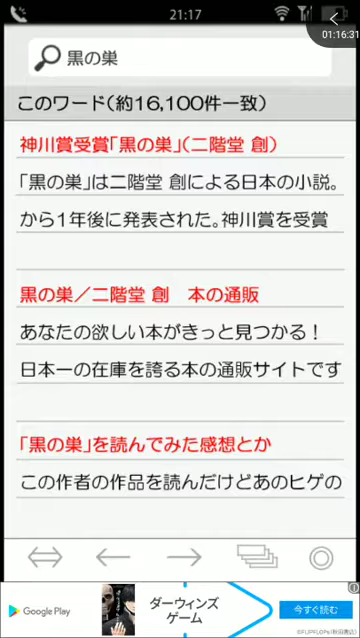 21:17
01:16:31
黒の巣
このワード(約16,100件一致)
神川賞受賞「黒の巣」(二階堂 創)
「黒の巣」は二階堂 創による日本の小説。
から1年後に発表された。神川賞を受賞
黒の巣/二階堂 創　本の通販
あなたの欲しい本がきっと見つかる!
日本一の在庫を誇る本の通販サイトです
「黒の巣」を読んでみた感想とか
この作者の作品を読んだけどあのヒゲの
Google Play
ダーウィンズ
ゲーム
今すぐ読む
©FLIPFLOPs(秋田書店)